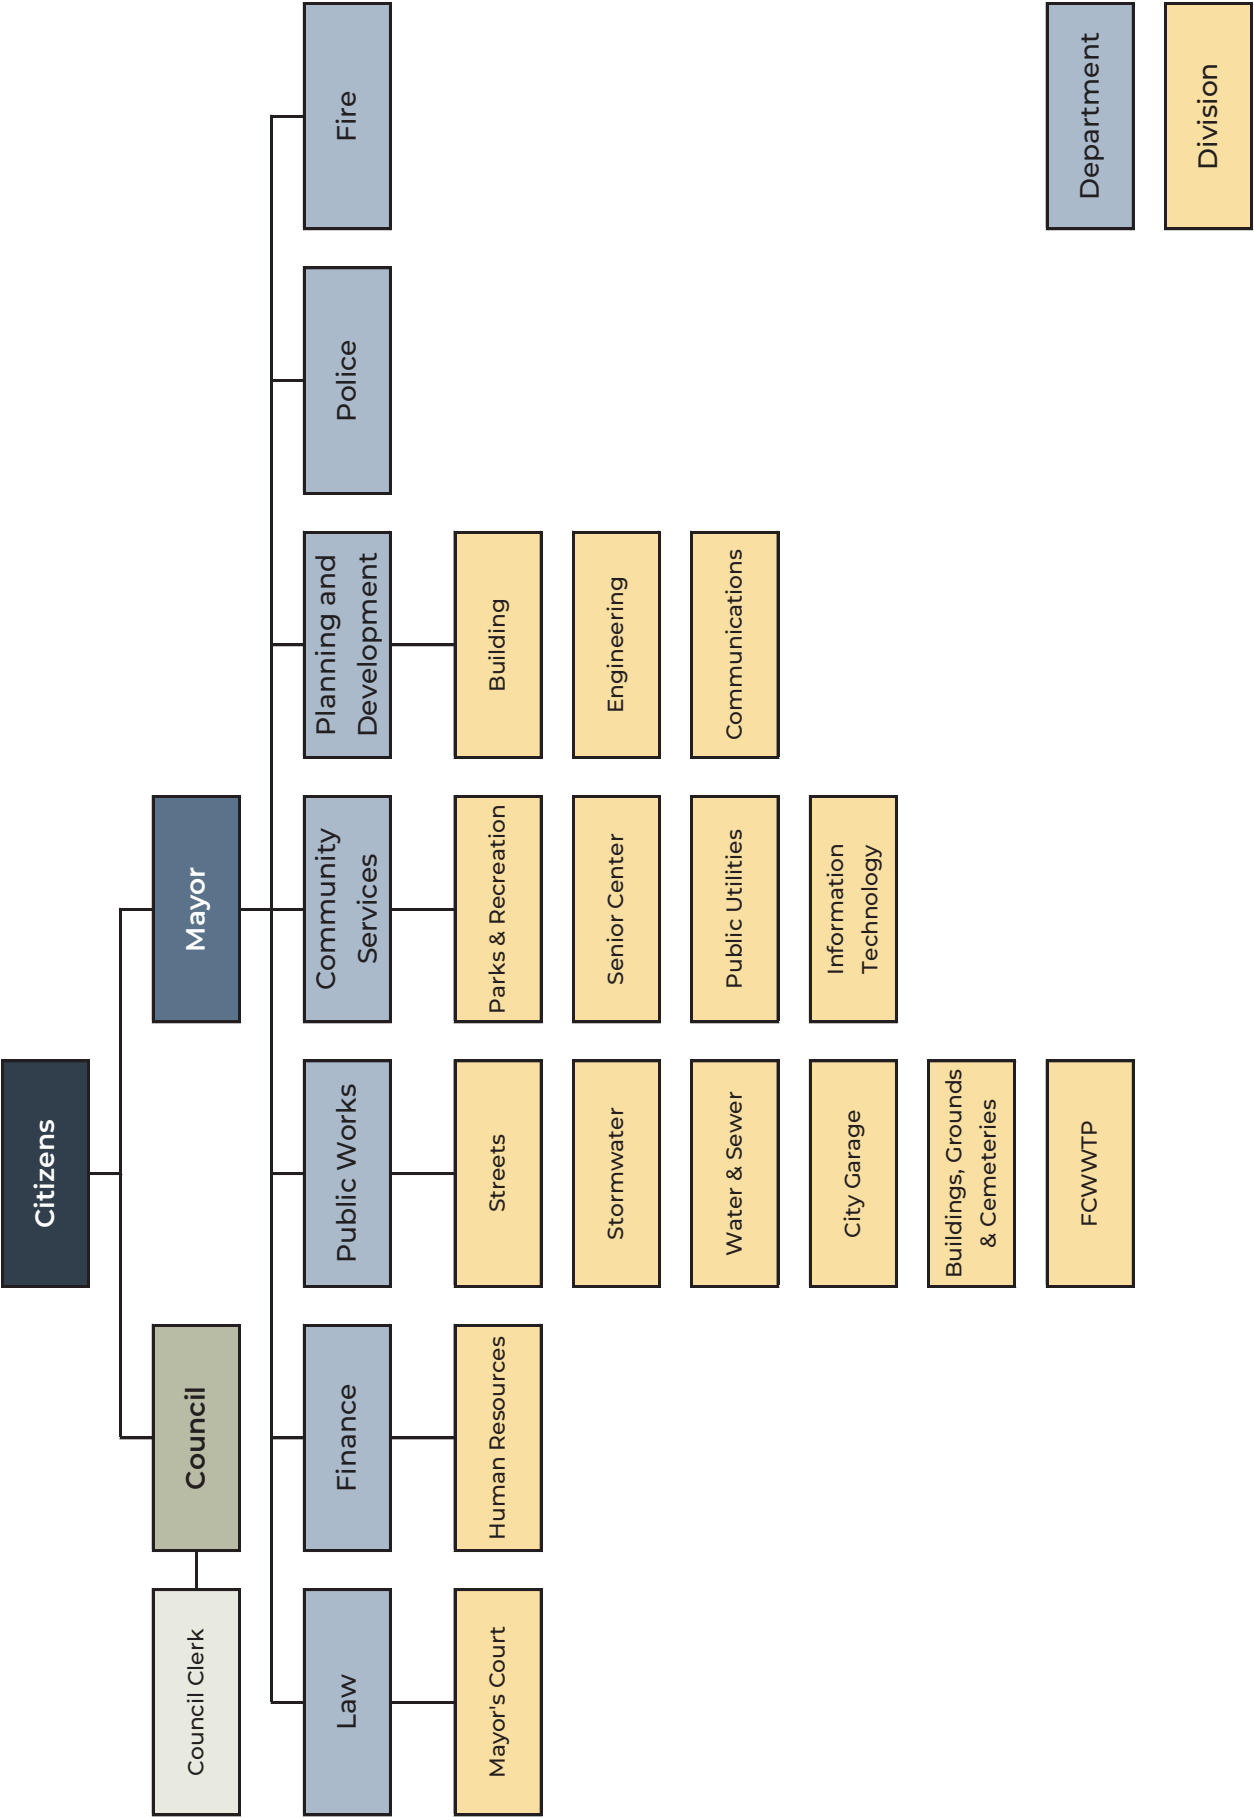 Citizens
Council Clerk
Council
Mayor
Law
Finance
Public Works
Community
Services
Planning and
Development
Police
Fire
Mayor's Court
Human Resources
Streets
Parks & Recreation
Building
Stormwater
Senior Center
Engineering
Water & Sewer
Public Utilities
Communications
City Garage
Information
Technology
Buildings, Grounds
& Cemeteries
FCWWTP
Department
Division